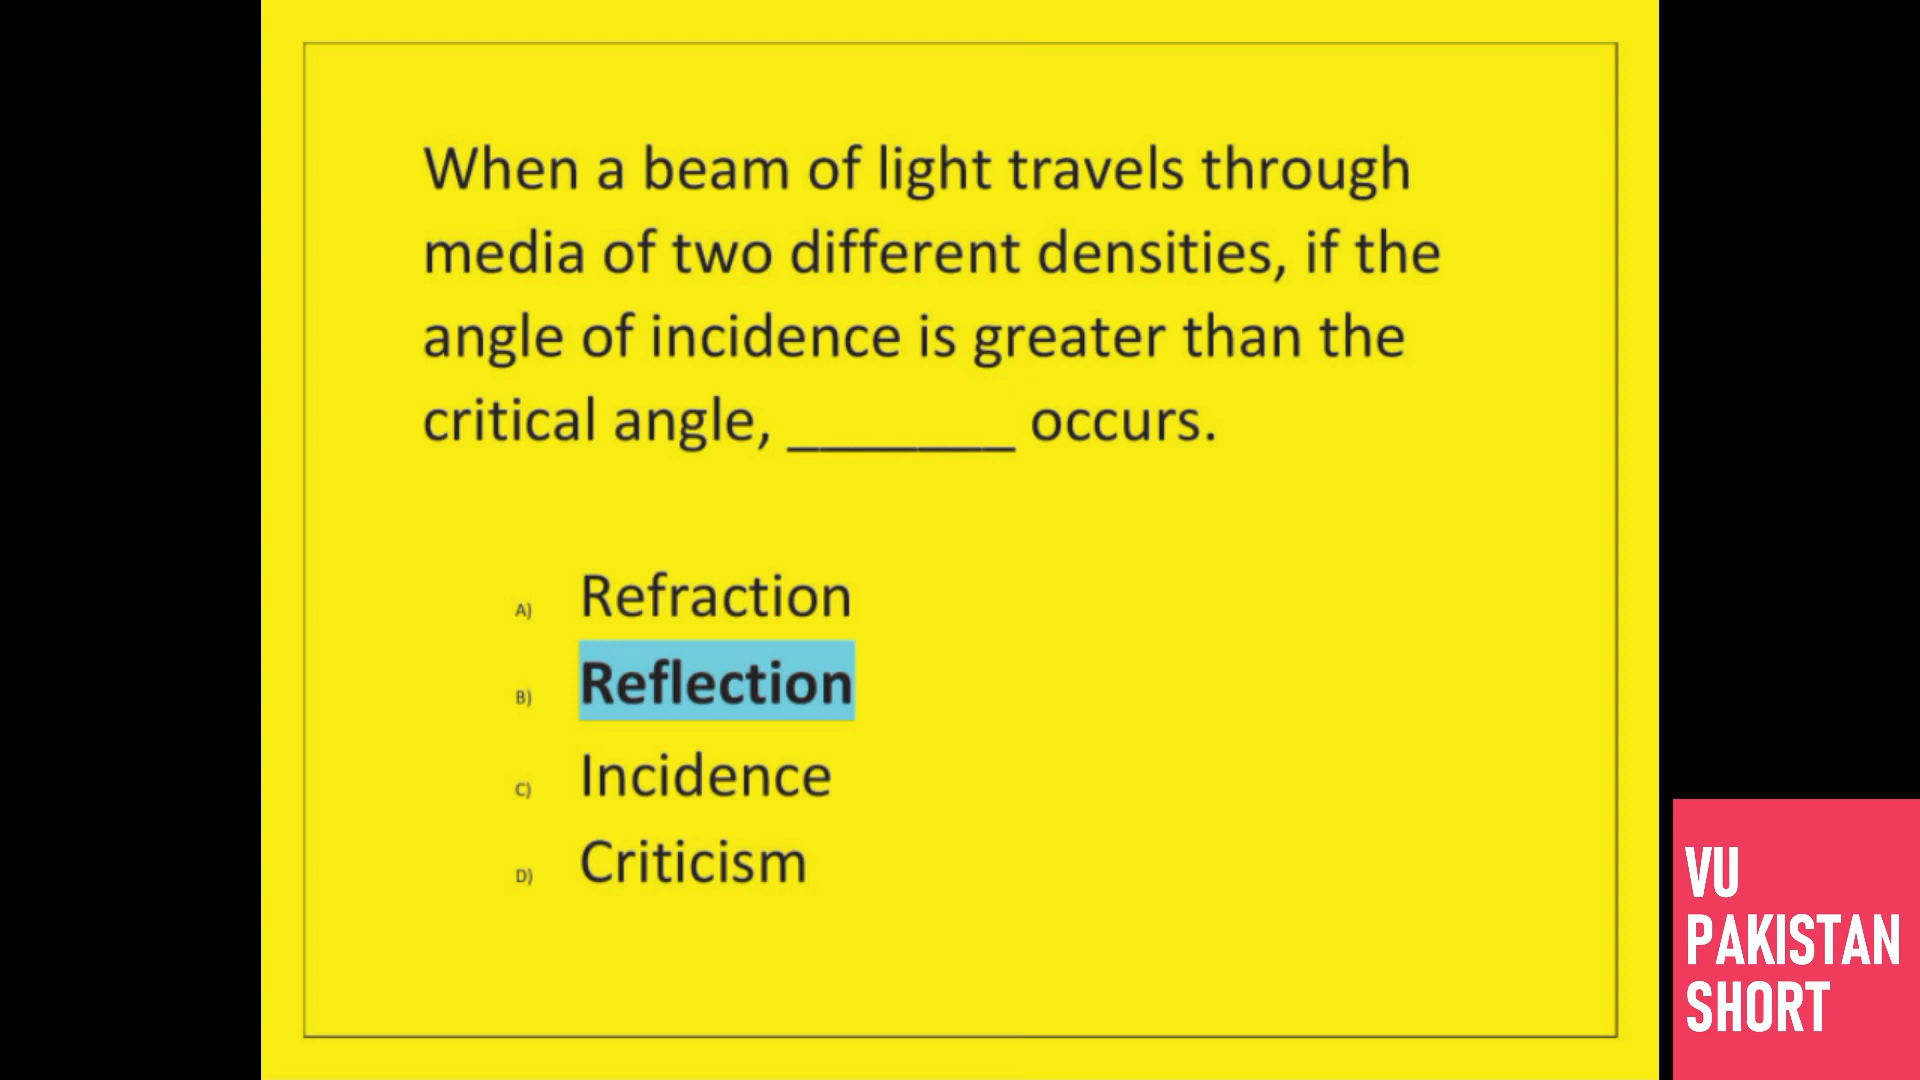 When a beam of light travels through
media of two different densities, if the
angle of incidence is greater than the
critical angle, _______ occurs.
A) Refraction
B) Reflection
C) Incidence
D) Criticism
VU
PAKISTAN
SHORT